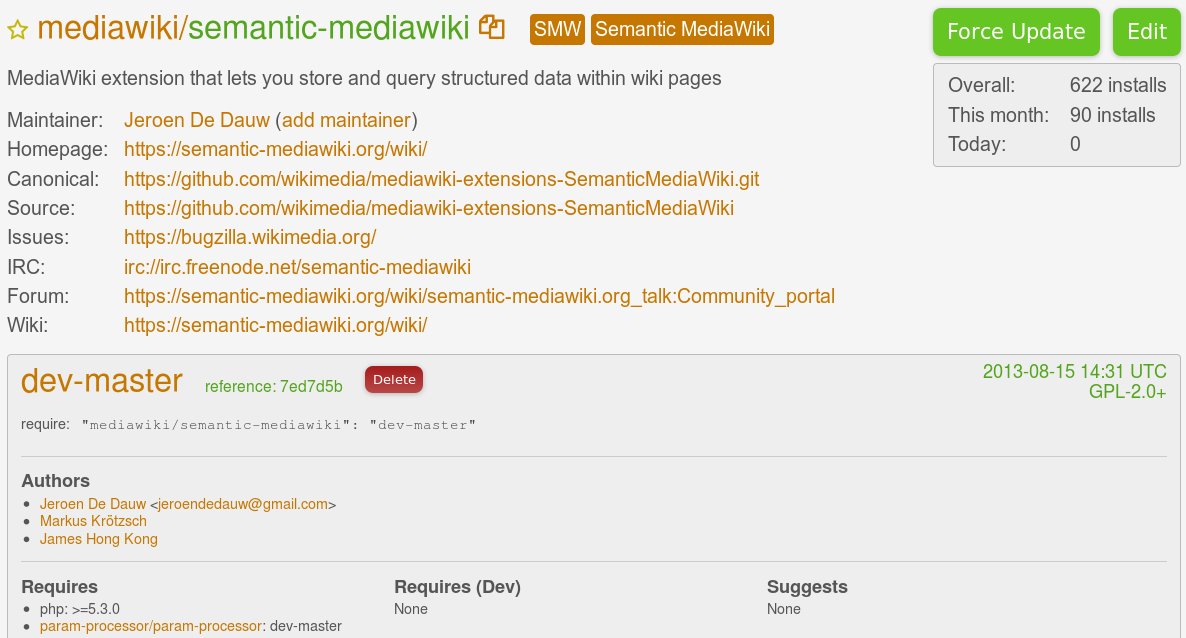 mediawiki/semantic-mediawiki SMW Semantic MediaWiki
Force Update Edit
MediaWiki extension that lets you store and query structured data within wiki pages
Overall: 622 installs
This month: 90 installs
Today: 0
Maintainer: Jeroen De Dauw (add maintainer)
Homepage: https://semantic-mediawiki.org/wiki/
Canonical: https://github.com/wikimedia/mediawiki-extensions-SemanticMediaWiki.git
Source: https://github.com/wikimedia/mediawiki-extensions-SemanticMediaWiki
Issues: https://bugzilla.wikimedia.org/
IRC: irc://irc.freenode.net/semantic-mediawiki
Forum: https://semantic-mediawiki.org/wiki/semantic-mediawiki.org_talk:Community_portal
Wiki: https://semantic-mediawiki.org/wiki/
dev-master reference: 7ed7d5b Delete
2013-08-15 14:31 UTC
GPL-2.0+
require: "mediawiki/semantic-mediawiki": "dev-master"
Authors
• Jeroen De Dauw <jeroendedauw@gmail.com>
• Markus Krötzsch
• James Hong Kong
Requires
• php: >=5.3.0
• param-processor/param-processor: dev-master
Requires (Dev)
None
Suggests
None